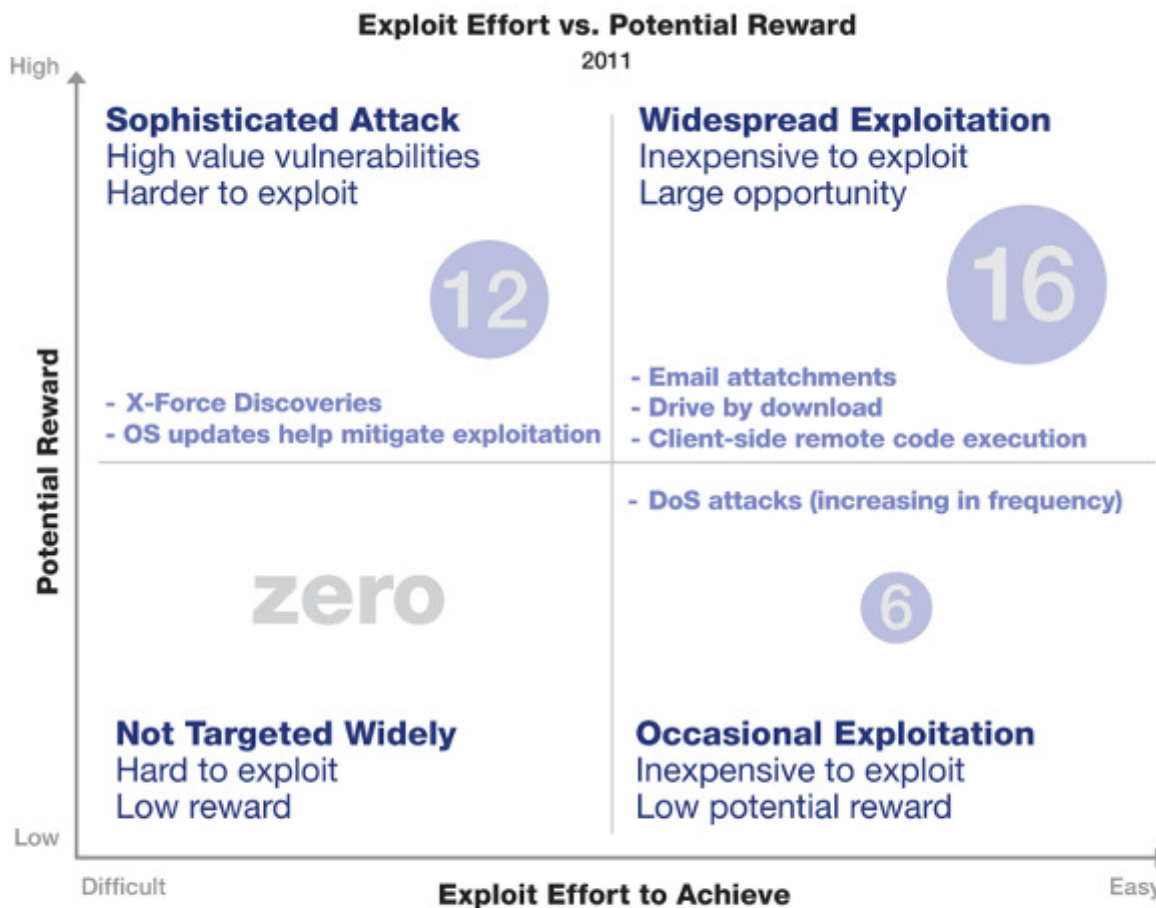 Exploit Effort vs. Potential Reward
2011
High
Sophisticated Attack
High value vulnerabilities
Harder to exploit
12
- X-Force Discoveries
- OS updates help mitigate exploitation
Widespread Exploitation
Inexpensive to exploit
Large opportunity
16
- Email attatchments
- Drive by download
- Client-side remote code execution
Potential Reward
zero
Not Targeted Widely
Hard to exploit
Low reward
- DoS attacks (increasing in frequency)
6
Occasional Exploitation
Inexpensive to exploit
Low potential reward
Low
Difficult
Exploit Effort to Achieve
Easy